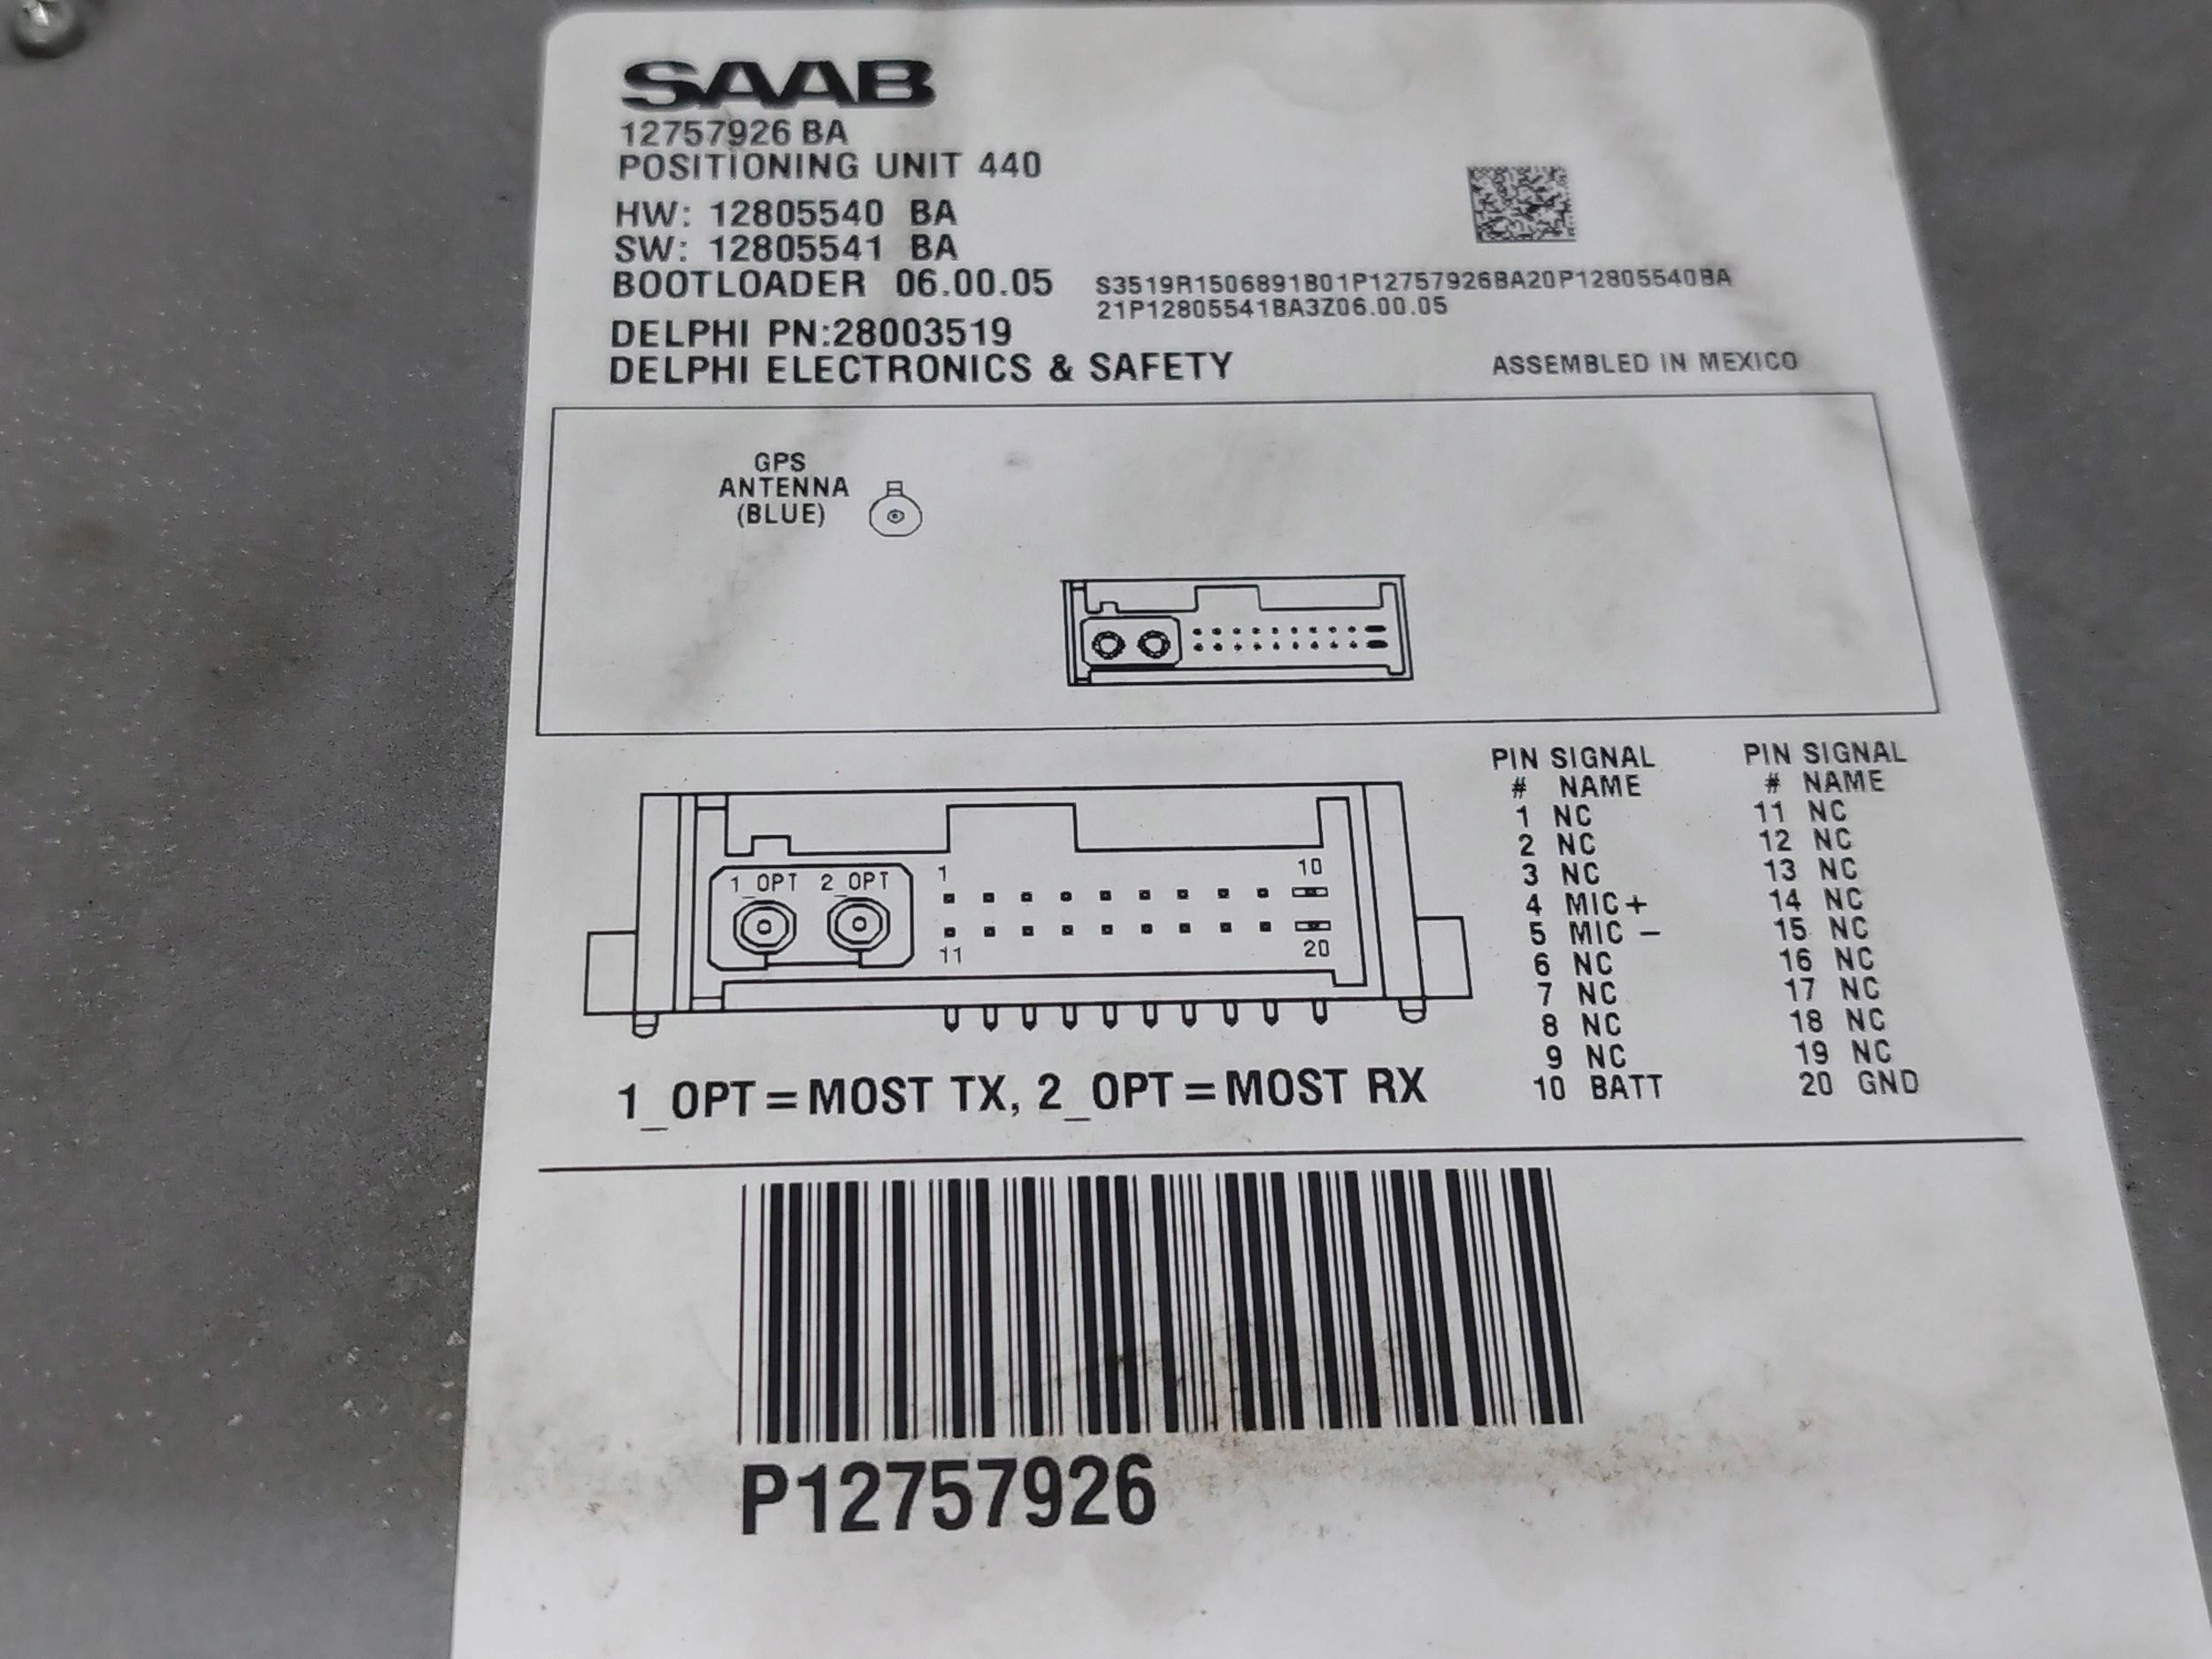 SAAB
12757926 BA
POSITIONING UNIT 440
HW: 12805540 BA
SW: 12805541 BA
BOOTLOADER 06.00.05
S3519R1506891B01P12757926BA20P12805540BA
21P12805541BA3Z06.00.05
DELPHI PN:28003519
DELPHI ELECTRONICS & SAFETY
ASSEMBLED IN MEXICO
GPS
ANTENNA
(BLUE)
1_OPT 2_OPT
1 10
11 20
1_OPT = MOST TX, 2_OPT = MOST RX
PIN SIGNAL
# NAME
1 NC
2 NC
3 NC
4 MIC+
5 MIC -
6 NC
7 NC
8 NC
9 NC
10 BATT
PIN SIGNAL
# NAME
11 NC
12 NC
13 NC
14 NC
15 NC
16 NC
17 NC
18 NC
19 NC
20 GND
P12757926